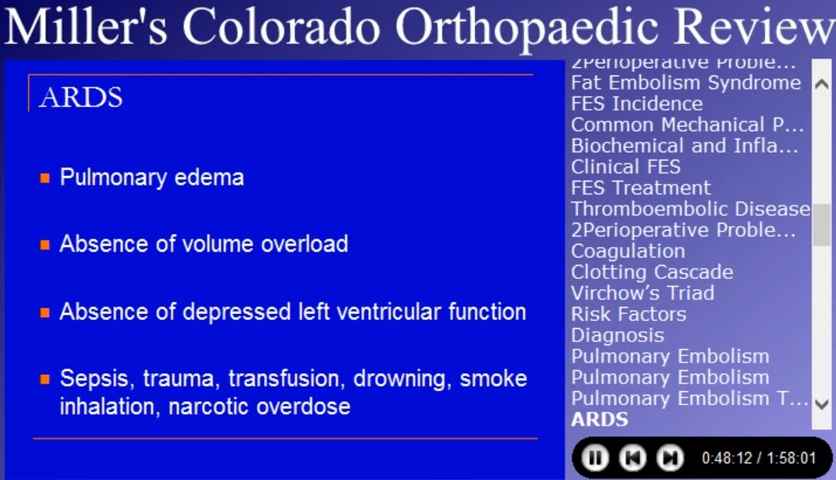 Miller's Colorado Orthopaedic Review
ARDS
Pulmonary edema
Absence of volume overload
Absence of depressed left ventricular function
Sepsis, trauma, transfusion, drowning, smoke
inhalation, narcotic overdose
2Perioperative Proble...
Fat Embolism Syndrome
FES Incidence
Common Mechanical P...
Biochemical and Infla...
Clinical FES
FES Treatment
Thromboembolic Disease
2Perioperative Proble...
Coagulation
Clotting Cascade
Virchow's Triad
Risk Factors
Diagnosis
Pulmonary Embolism
Pulmonary Embolism
Pulmonary Embolism T...
ARDS
0:48:12 / 1:58:01